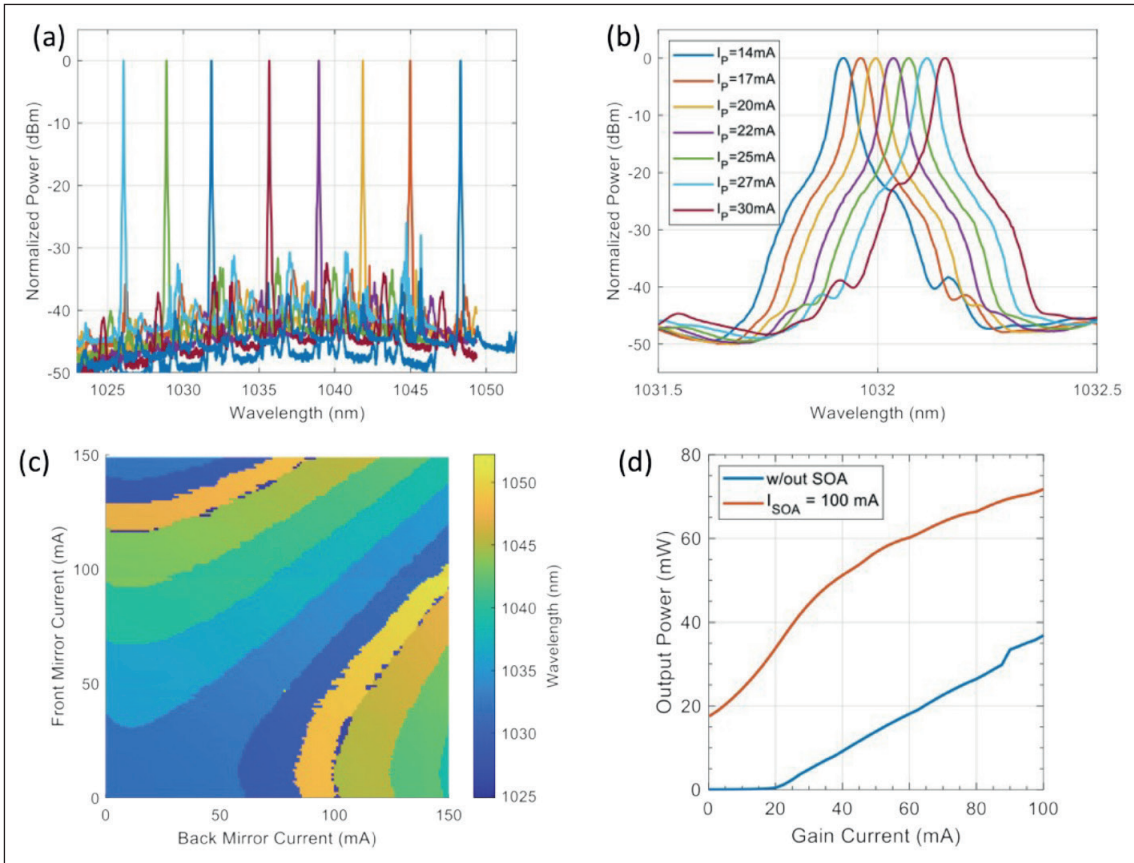 (a)
0
-10
-20
-30
-40
-50
Normalized Power (dBm)
1025 1030 1035 1040 1045 1050
Wavelength (nm)
(b)
I_P=14mA
I_P=17mA
I_P=20mA
I_P=22mA
I_P=25mA
I_P=27mA
I_P=30mA
0
-10
-20
-30
-40
-50
Normalized Power (dBm)
1031.5 1032 1032.5
Wavelength (nm)
(c)
150
100
50
0
Front Mirror Current (mA)
0 50 100 150
Back Mirror Current (mA)
1050
1045
1040
1035
1030
1025
Wavelength (nm)
(d)
w/out SOA
I_SOA = 100 mA
80
60
40
20
0
Output Power (mW)
0 20 40 60 80 100
Gain Current (mA)